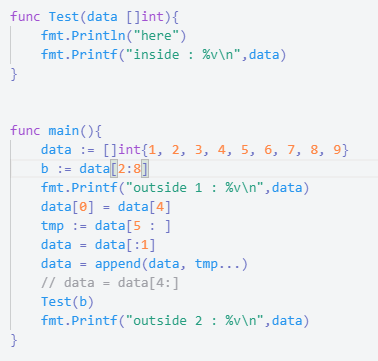 func Test(data []int){
    fmt.Println("here")
    fmt.Printf("inside : %v\n",data)
}
func main(){
    data := []int{1, 2, 3, 4, 5, 6, 7, 8, 9}
    b := data[2:8]
    fmt.Printf("outside 1 : %v\n",data)
    data[0] = data[4]
    tmp := data[5 : ]
    data = data[:1]
    data = append(data, tmp...)
    // data = data[4:]
    Test(b)
    fmt.Printf("outside 2 : %v\n",data)
}